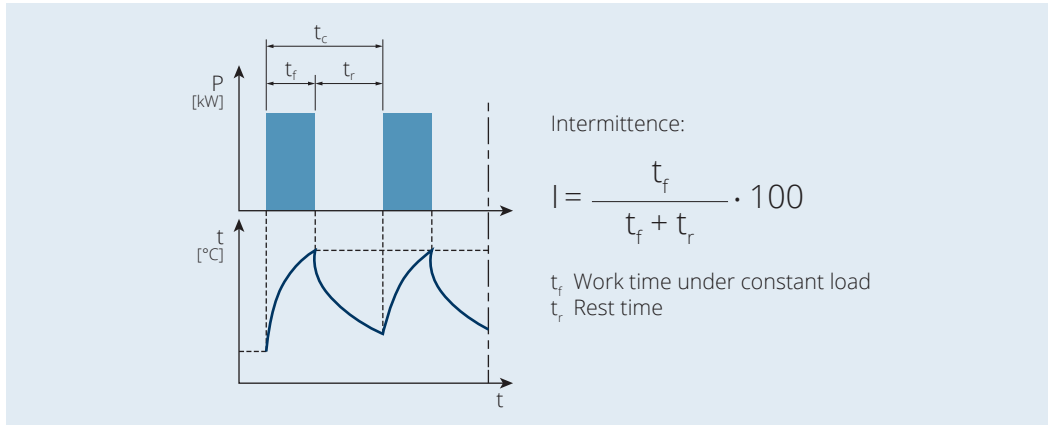 t_c
t_f
t_r
P
[kW]
t
[°C]
t
Intermittence:
I = t_f / (t_f + t_r) · 100
t_f Work time under constant load
t_r Rest time